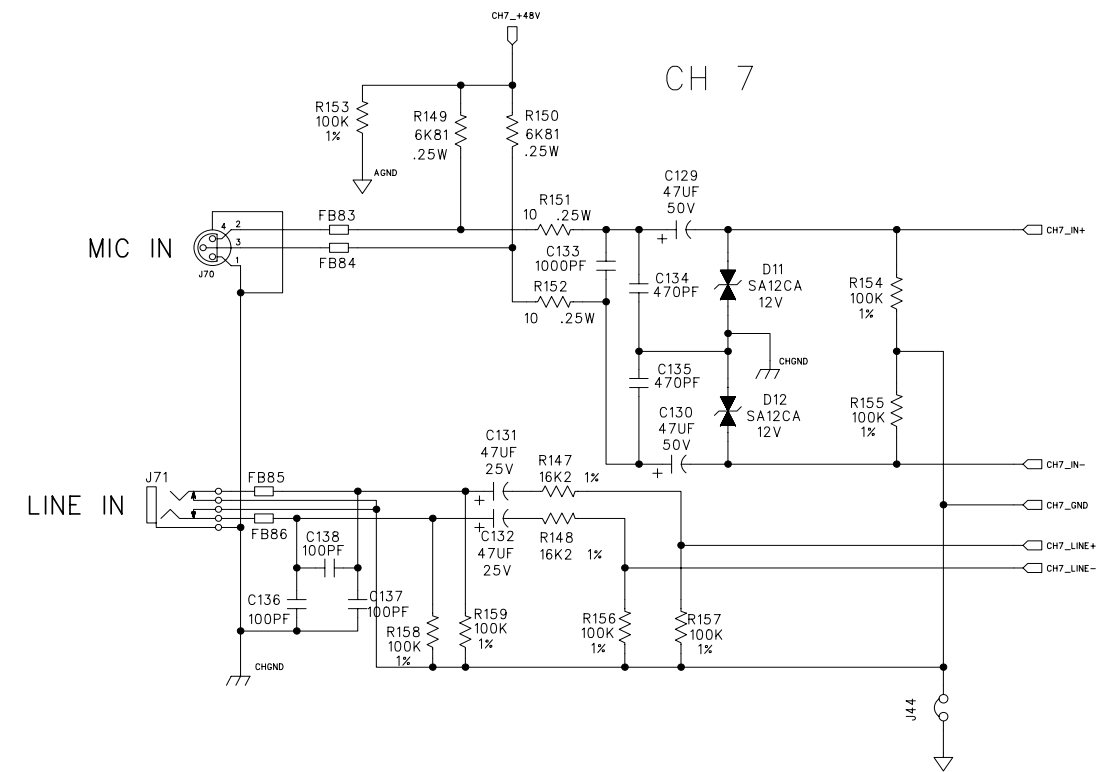 CH7_+48V
CH 7
R153
100K
1%
R149
6K81
.25W
R150
6K81
.25W
AGND
C129
47UF
50V
+
R151
10 .25W
FB83
FB84
MIC IN
4 2
3
1
J70
CH7_IN+
C133
1000PF
C134
470PF
D11
SA12CA
12V
R154
100K
1%
R152
10 .25W
CHGND
C135
470PF
D12
SA12CA
12V
R155
100K
1%
C130
47UF
50V
+
CH7_IN-
C131
47UF
25V
+
R147
16K2 1%
J71
FB85
LINE IN
FB86
C138
100PF
+
C132
47UF
25V
R148
16K2 1%
CH7_GND
CH7_LINE+
CH7_LINE-
C136
100PF
C137
100PF
R158
100K
1%
R159
100K
1%
R156
100K
1%
R157
100K
1%
CHGND
J44